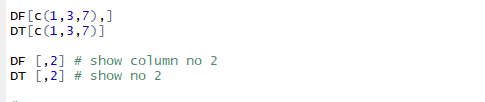 DF[c(1,3,7),]
DT[c(1,3,7)]
DF [,2] # show column no 2
DT [,2] # show no 2